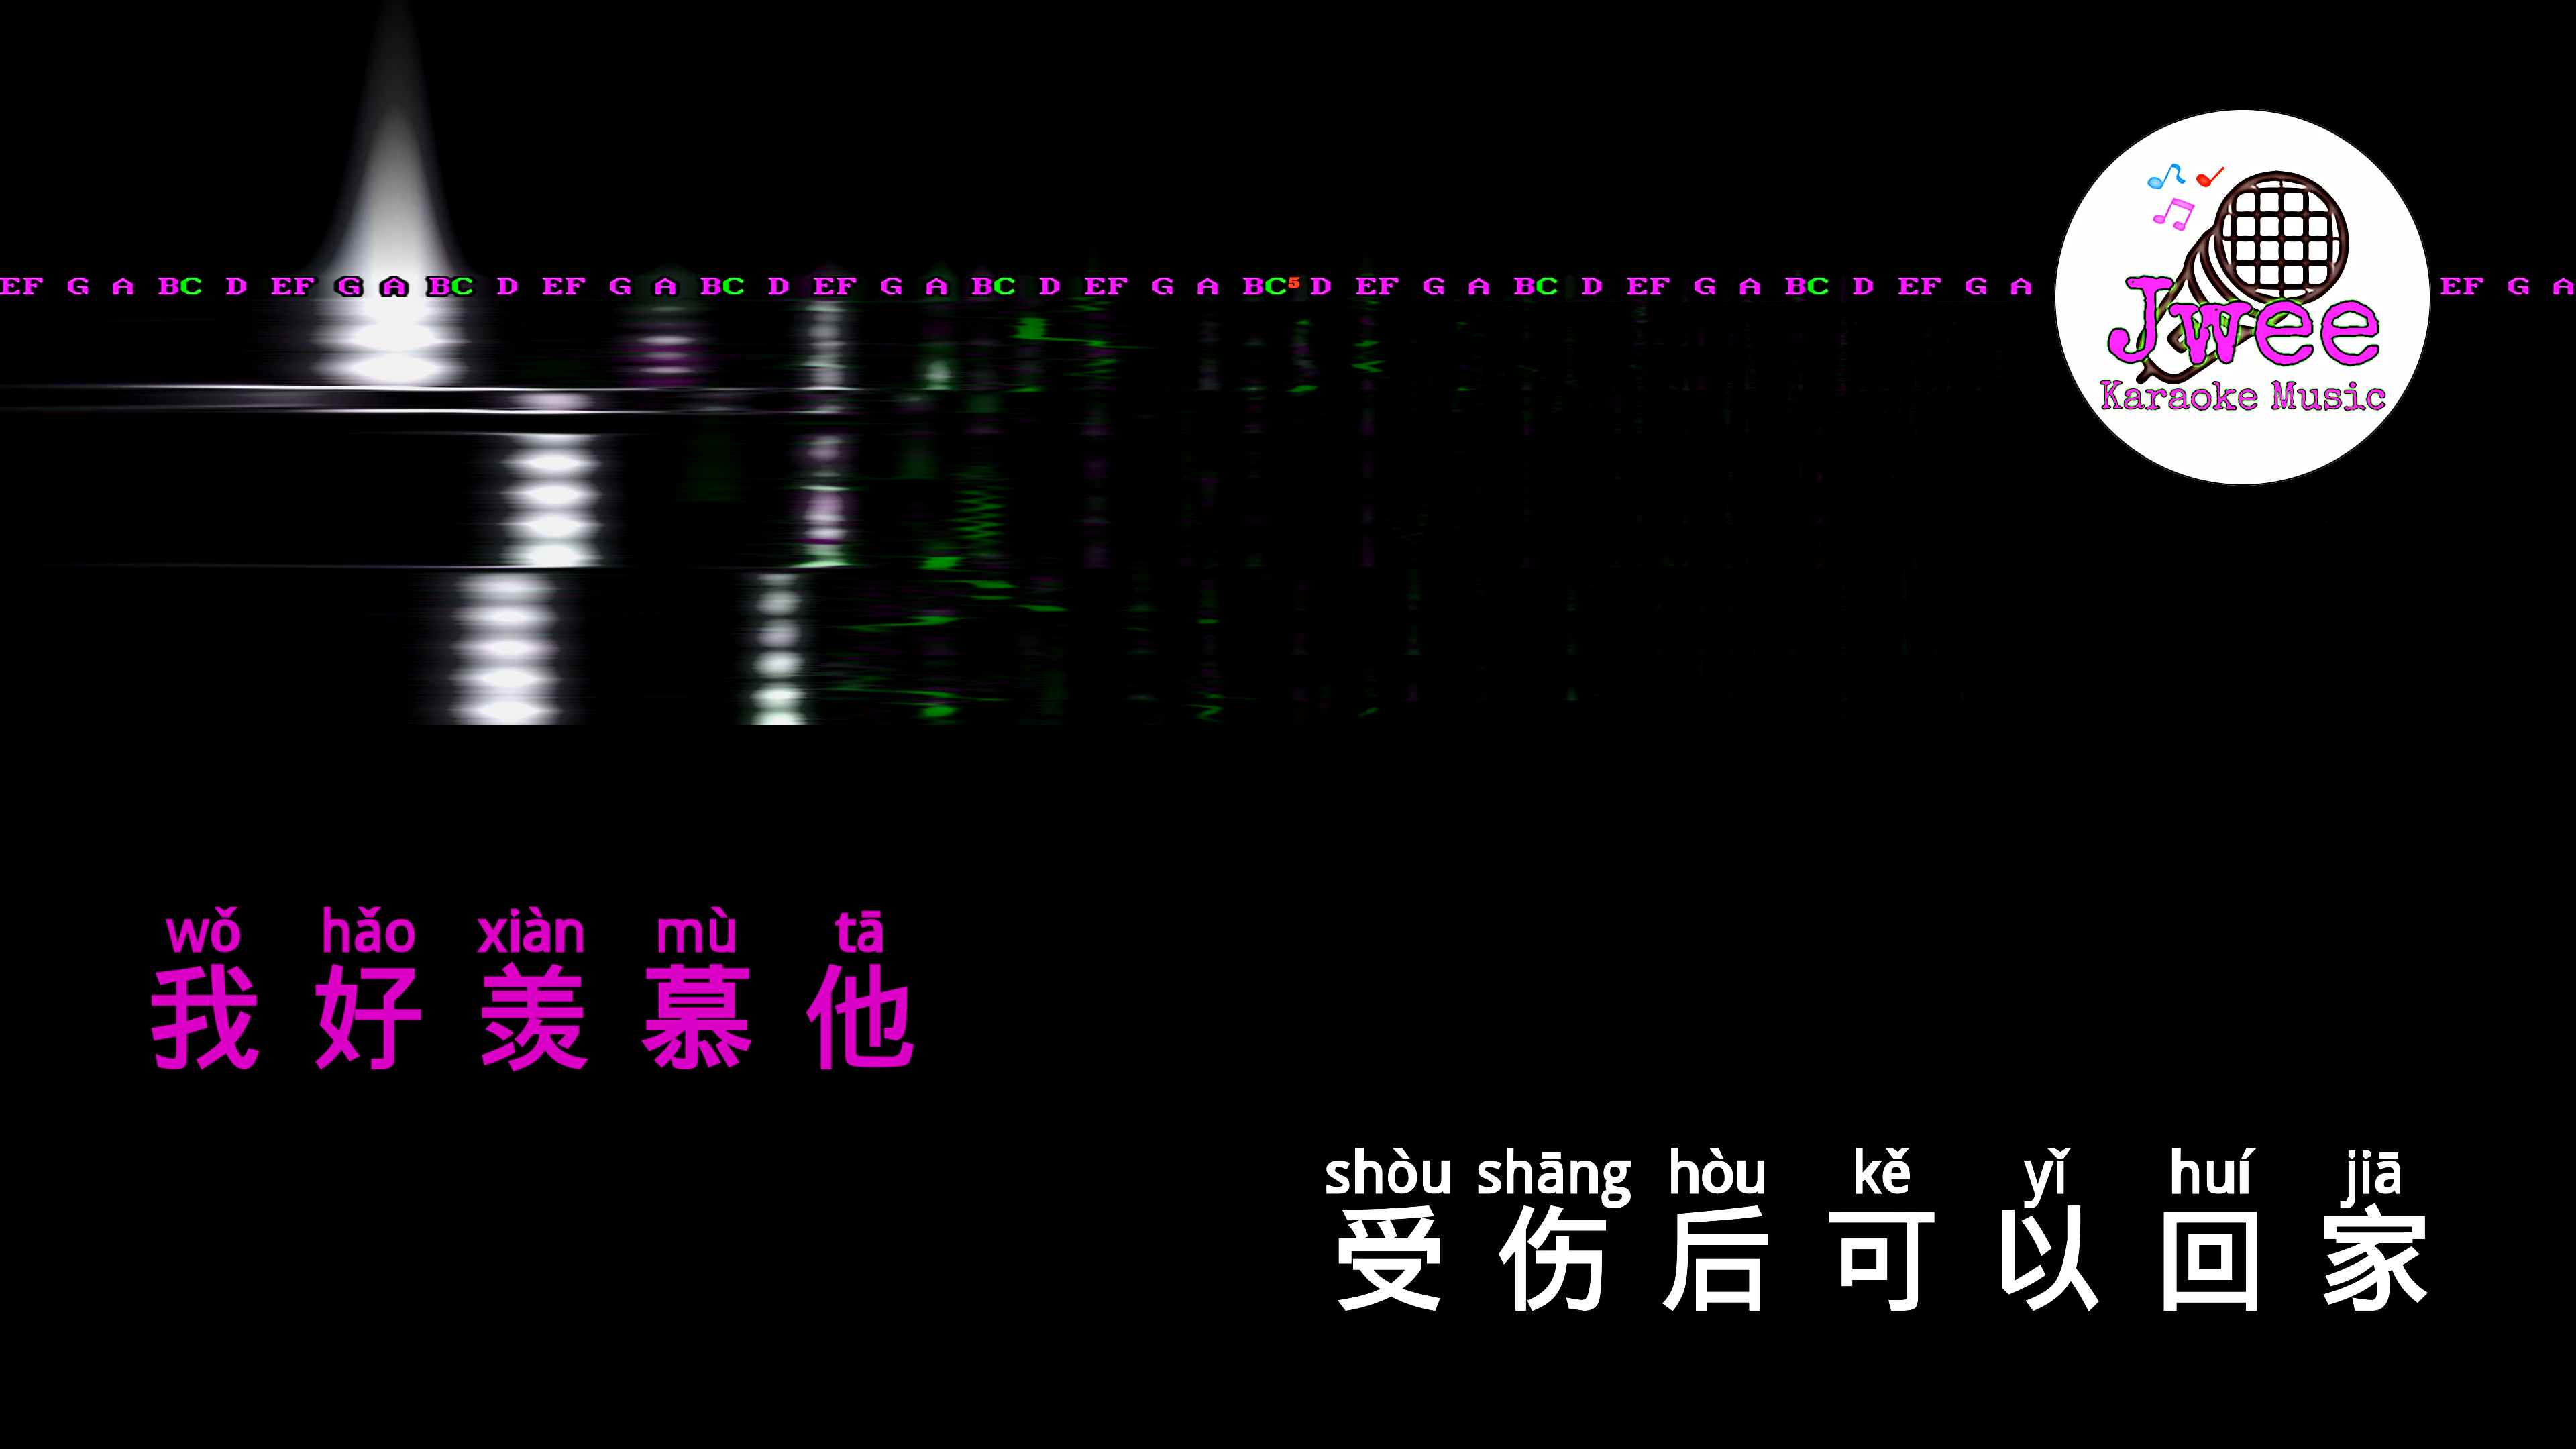 EF G A BC D EF G A BC D EF G A BC D EF G A BC D EF G A BC5 D EF G A BC D EF G A BC D EF G A EF G A
Jwee
Karaoke Music
wǒ hǎo xiàn mù tā
我 好 羡 慕 他
shòu shāng hòu kě yǐ huí jiā
受 伤 后 可 以 回 家